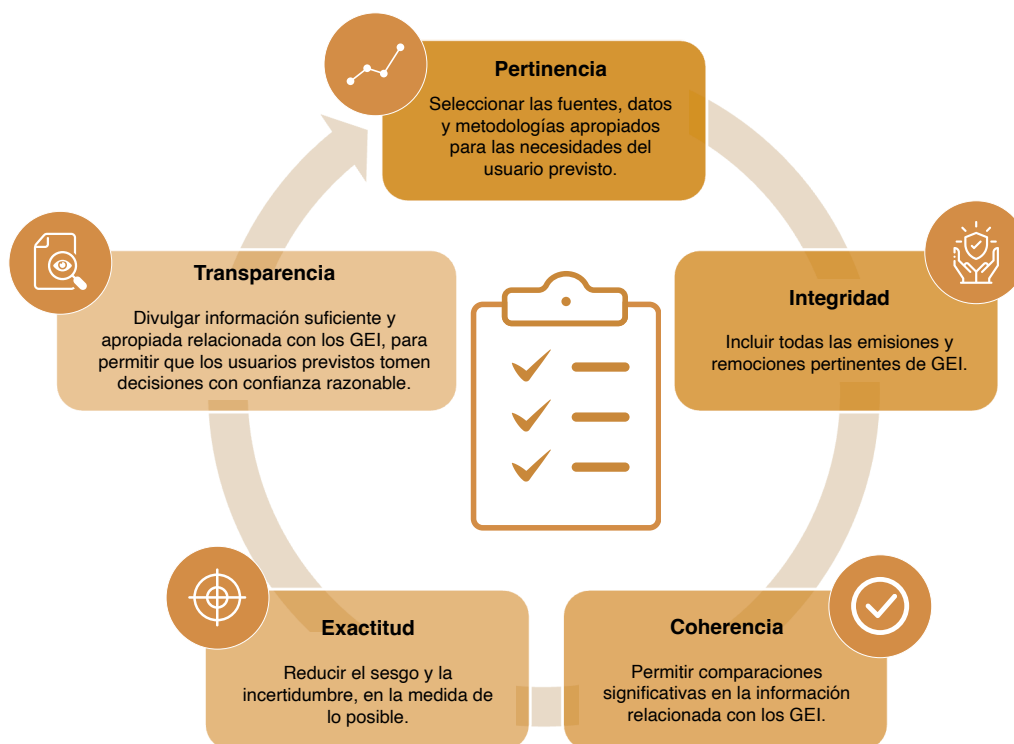 Pertinencia
Seleccionar las fuentes, datos
y metodologías apropiados
para las necesidades del
usuario previsto.
Integridad
Incluir todas las emisiones y
remociones pertinentes de GEI.
Coherencia
Permitir comparaciones
significativas en la información
relacionada con los GEI.
Exactitud
Reducir el sesgo y la
incertidumbre, en la medida de
lo posible.
Transparencia
Divulgar información suficiente y
apropiada relacionada con los GEI, para
permitir que los usuarios previstos tomen
decisiones con confianza razonable.